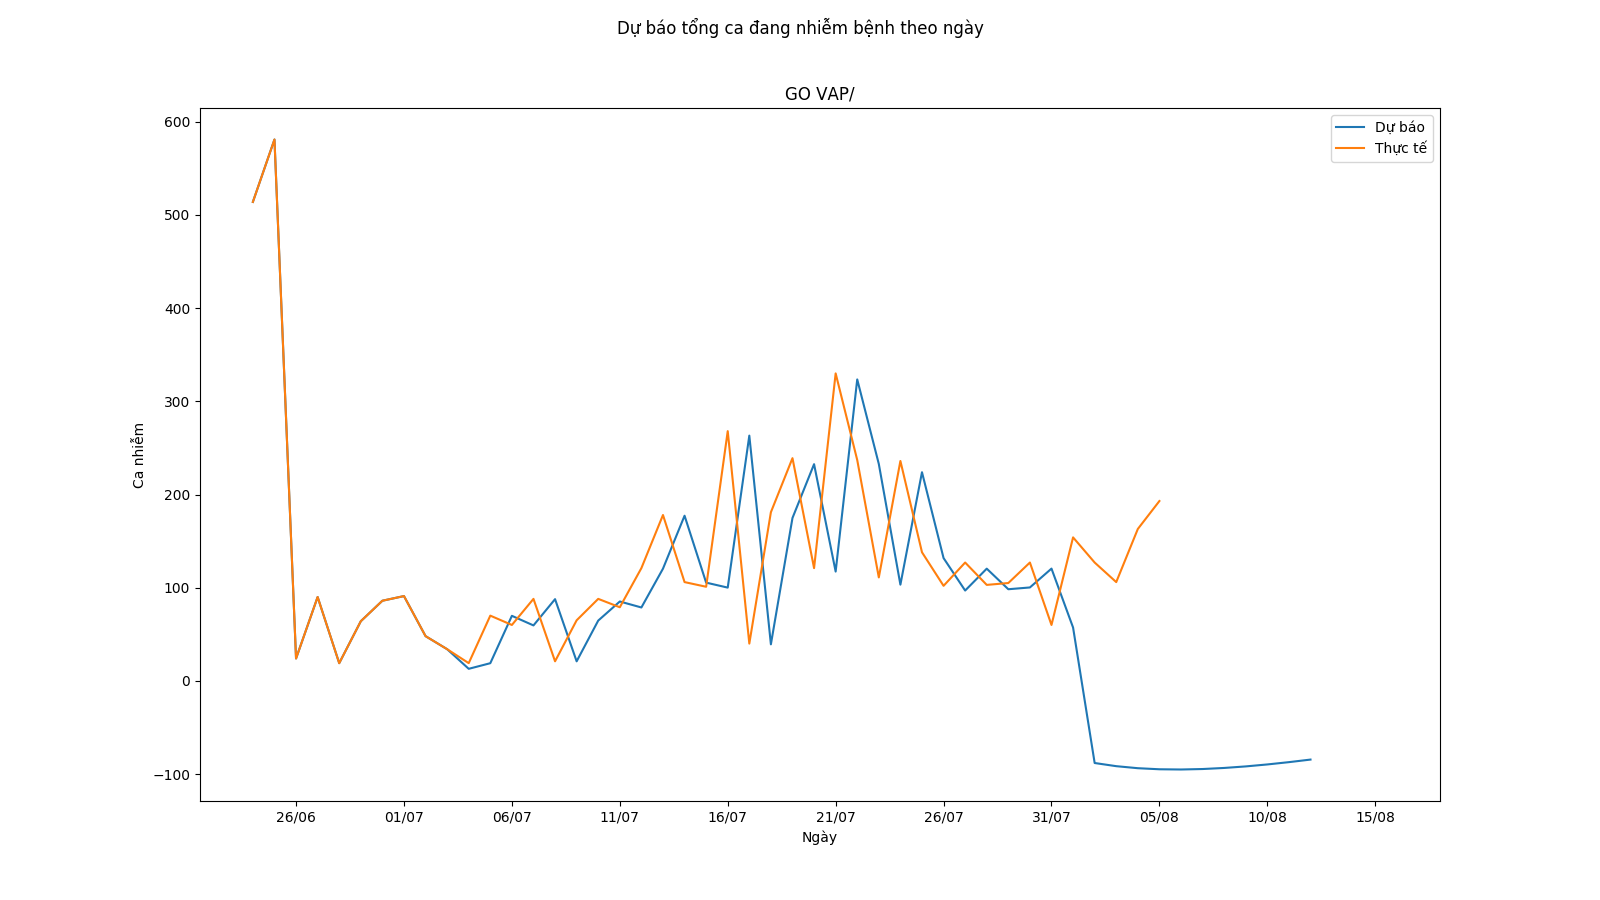 Dự báo tổng ca đang nhiễm bệnh theo ngày
GO VAP/
Dự báo
Thực tế
600
500
400
300
200
100
0
−100
Ca nhiễm
26/06 01/07 06/07 11/07 16/07 21/07 26/07 31/07 05/08 10/08 15/08
Ngày